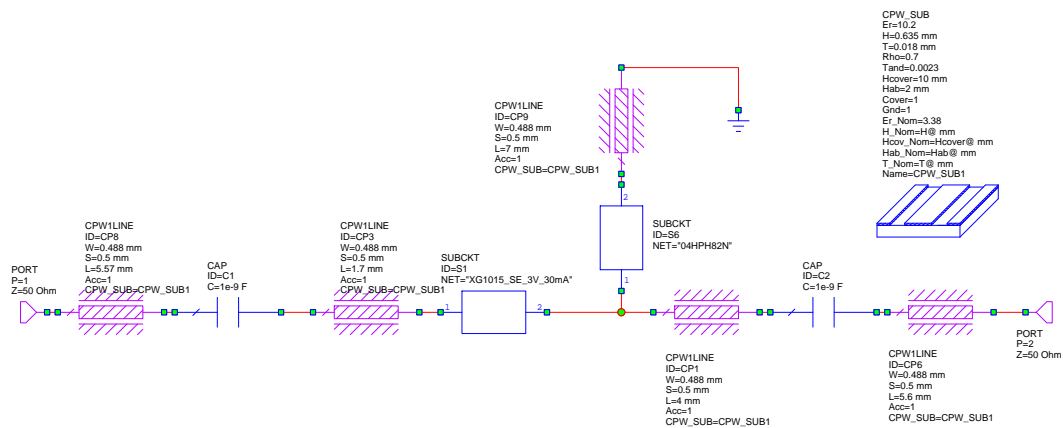 CPW_SUB
Er=10.2
H=0.635 mm
T=0.018 mm
Rho=0.7
Tand=0.0023
Hcover=10 mm
Hab=2 mm
Cover=1
Gnd=1
Er_Nom=3.38
H_Nom=H@ mm
Hcov_Nom=Hcover@ mm
Hab_Nom=Hab@ mm
T_Nom=T@ mm
Name=CPW_SUB1
CPW1LINE
ID=CP9
W=0.488 mm
S=0.5 mm
L=7 mm
Acc=1
CPW_SUB=CPW_SUB1
2
SUBCKT
ID=S6
NET="04HPH82N"
1
PORT
P=1
Z=50 Ohm
CPW1LINE
ID=CP8
W=0.488 mm
S=0.5 mm
L=5.57 mm
Acc=1
CPW_SUB=CPW_SUB1
CAP
ID=C1
C=1e-9 F
CPW1LINE
ID=CP3
W=0.488 mm
S=0.5 mm
L=1.7 mm
Acc=1
CPW_SUB=CPW_SUB1
SUBCKT
ID=S1
NET="XG1015_SE_3V_30mA"
1
2
CPW1LINE
ID=CP1
W=0.488 mm
S=0.5 mm
L=4 mm
Acc=1
CPW_SUB=CPW_SUB1
CAP
ID=C2
C=1e-9 F
CPW1LINE
ID=CP6
W=0.488 mm
S=0.5 mm
L=5.6 mm
Acc=1
CPW_SUB=CPW_SUB1
PORT
P=2
Z=50 Ohm